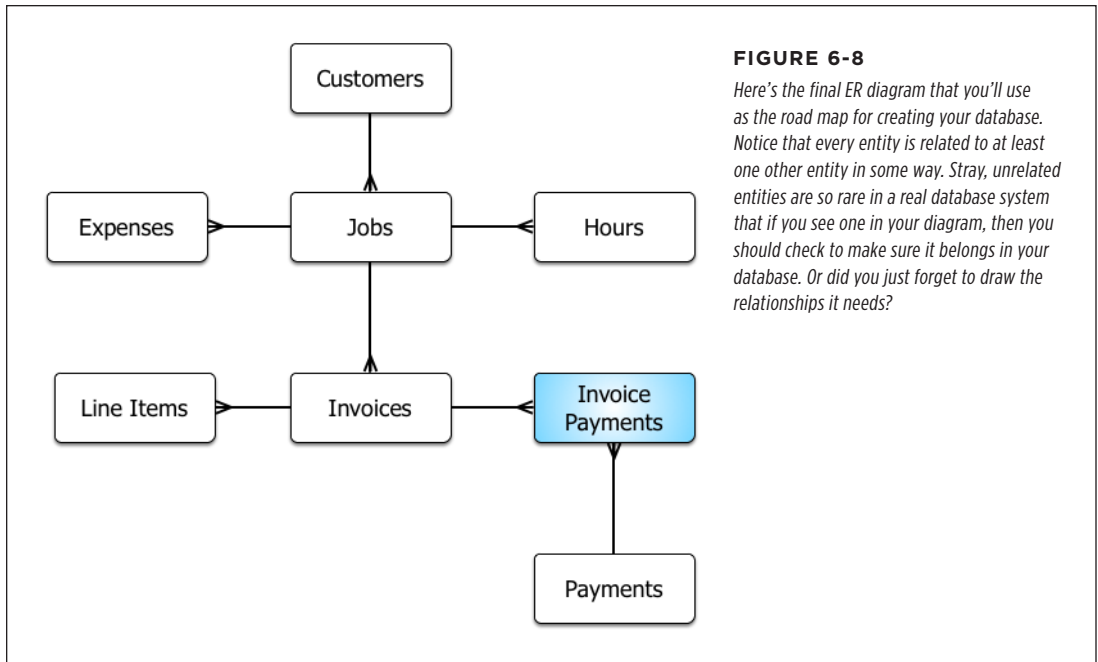 Customers
Expenses
Jobs
Hours
Line Items
Invoices
Invoice
Payments
Payments
FIGURE 6-8
Here's the final ER diagram that you'll use
as the road map for creating your database.
Notice that every entity is related to at least
one other entity in some way. Stray, unrelated
entities are so rare in a real database system
that if you see one in your diagram, then you
should check to make sure it belongs in your
database. Or did you just forget to draw the
relationships it needs?